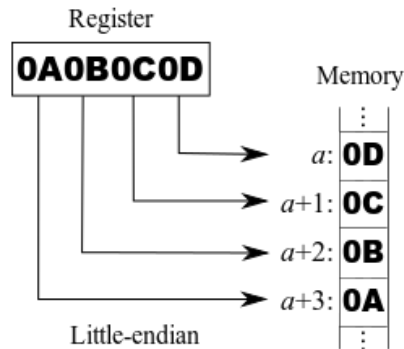 Register
0A0B0C0D
Memory
⋮
a: 0D
a+1: 0C
a+2: 0B
a+3: 0A
⋮
Little-endian